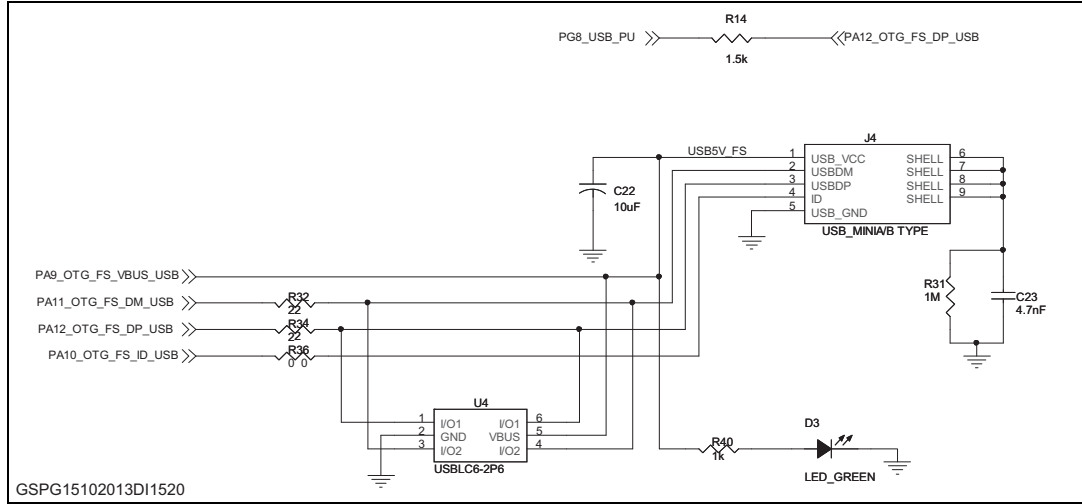 R14
PG8_USB_PU
PA12_OTG_FS_DP_USB
1.5k
J4
USB5V_FS
1 USB_VCC SHELL 6
2 USBDM SHELL 7
3 USBDP SHELL 8
4 ID SHELL 9
5 USB_GND
USB_MINIA/B TYPE
C22
10uF
PA9_OTG_FS_VBUS_USB
PA11_OTG_FS_DM_USB
R32
22
PA12_OTG_FS_DP_USB
R34
22
PA10_OTG_FS_ID_USB
R36
0 0
R31
1M
C23
4.7nF
U4
1 I/O1 I/O1 6
2 GND VBUS 5
3 I/O2 I/O2 4
USBLC6-2P6
R40
1k
D3
LED_GREEN
GSPG15102013DI1520